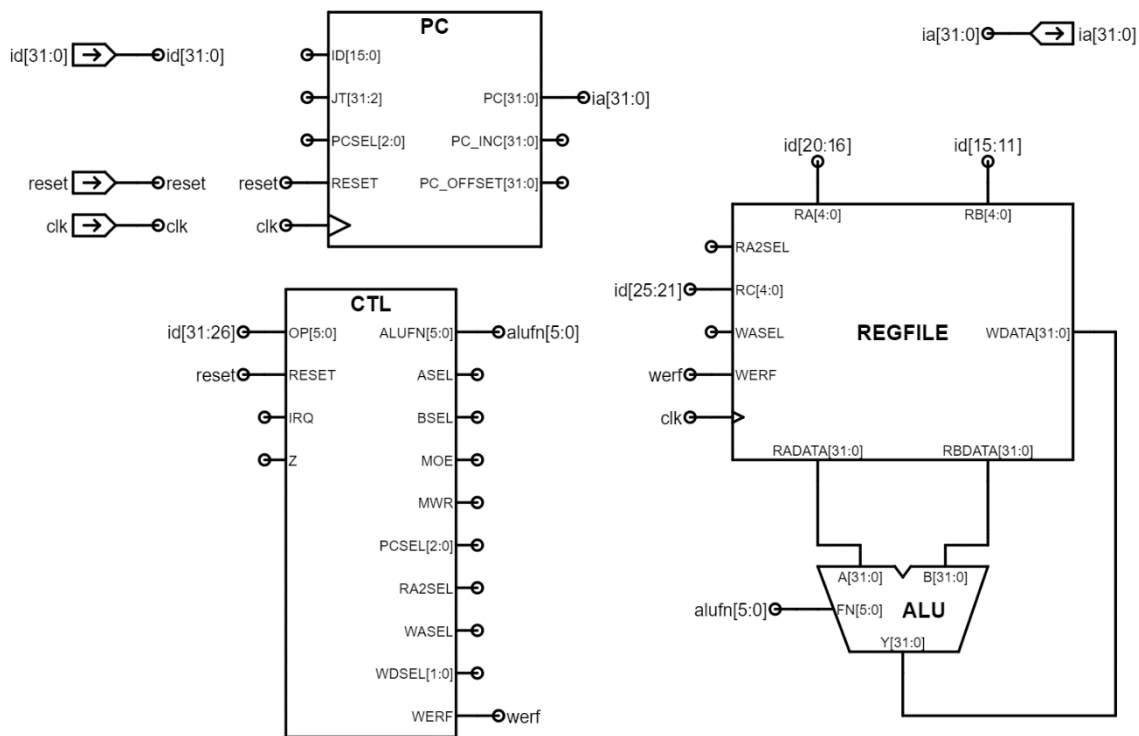 id[31:0] id[31:0]
reset reset
clk clk
PC
ID[15:0]
JT[31:2] PC[31:0] ia[31:0]
PCSEL[2:0] PC_INC[31:0]
reset RESET PC_OFFSET[31:0]
clk
ia[31:0] ia[31:0]
CTL
id[31:26] OP[5:0] ALUFN[5:0] alufn[5:0]
reset RESET ASEL
IRQ BSEL
Z MOE
MWR
PCSEL[2:0]
RA2SEL
WASEL
WDSEL[1:0]
WERF werf
id[20:16] id[15:11]
RA[4:0] RB[4:0]
RA2SEL
id[25:21] RC[4:0]
WASEL REGFILE WDATA[31:0]
werf WERF
clk
RADATA[31:0] RBDATA[31:0]
A[31:0] B[31:0]
alufn[5:0] FN[5:0] ALU
Y[31:0]